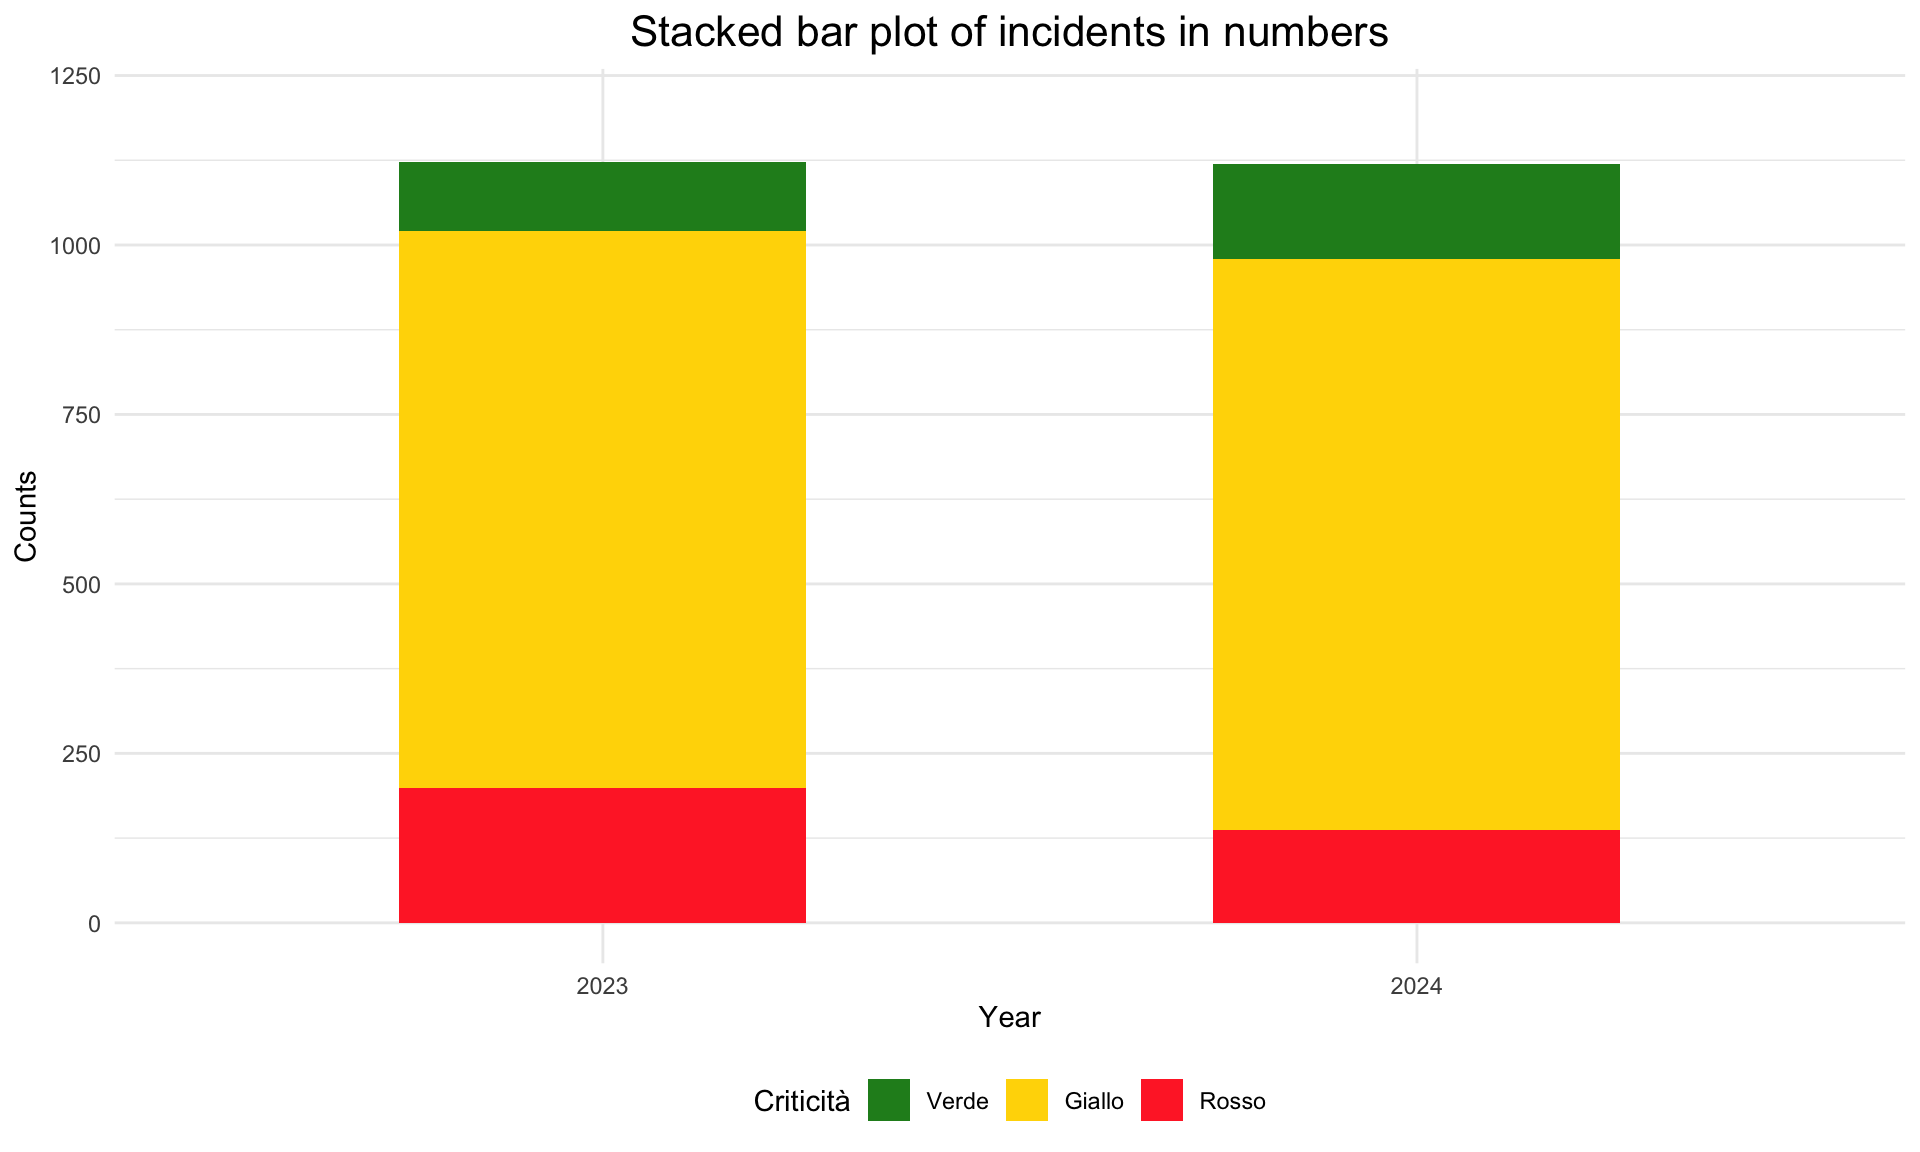 Stacked bar plot of incidents in numbers
1250
1000
750
500
250
0
Counts
2023 2024
Year
Criticità Verde Giallo Rosso